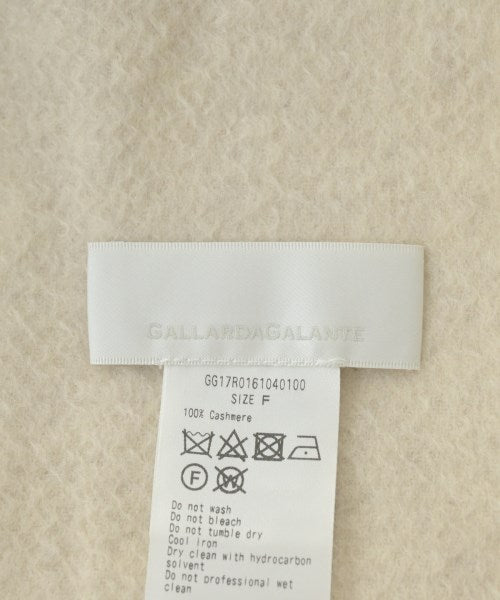 GALLARDAGALANTE
GG17R0161040100
SIZE F
100% Cashmere
F W
Do not wash
Do not bleach
Do not tumble dry
Cool iron
Dry clean with hydrocarbon
solvent
Do not professional wet
clean